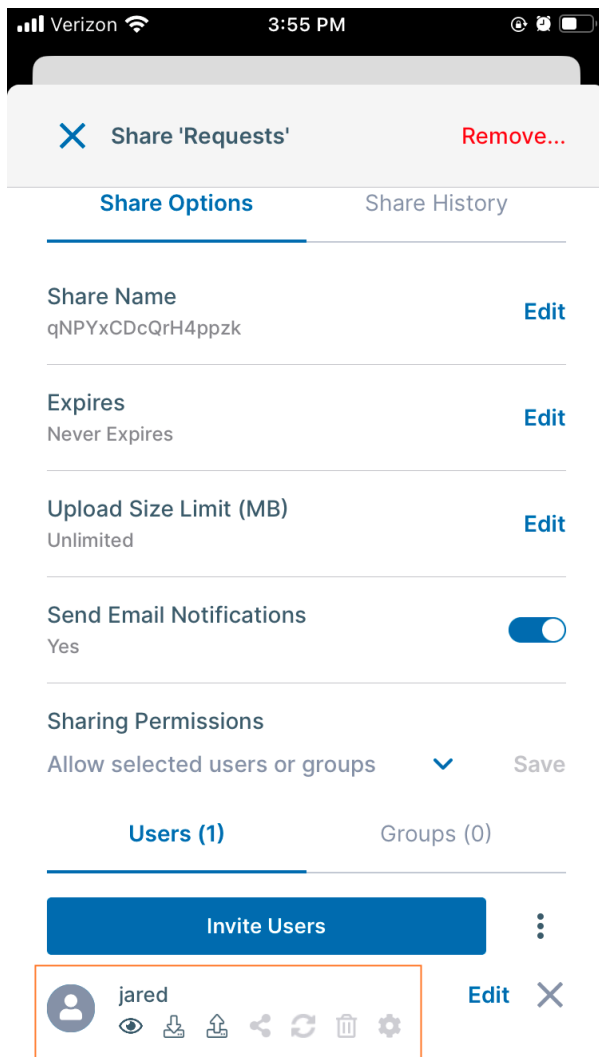 Verizon 3:55 PM
Share 'Requests' Remove...
Share Options Share History
Share Name
qNPYxCDcQrH4ppzk
Edit
Expires
Never Expires
Edit
Upload Size Limit (MB)
Unlimited
Edit
Send Email Notifications
Yes
Sharing Permissions
Allow selected users or groups Save
Users (1) Groups (0)
Invite Users
jared
Edit